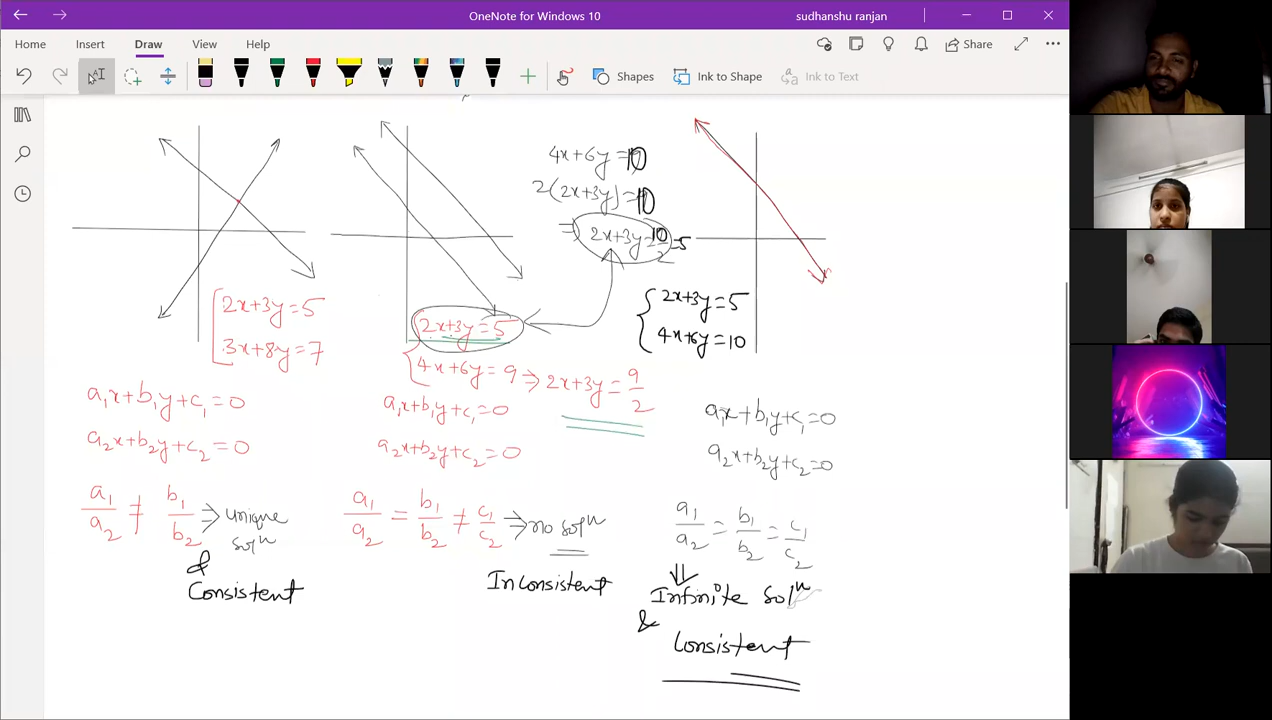 OneNote for Windows 10
sudhanshu ranjan
Home Insert Draw View Help
Share
Shapes Ink to Shape Ink to Text
4x+6y=10
2(2x+3y)=10
⇒ 2x+3y=10/2=5
2x+3y=5
3x+8y=7
a₁x+b₁y+c₁=0
a₂x+b₂y+c₂=0
a₁/a₂ ≠ b₁/b₂ ⇒ unique
solⁿ
&
Consistent
2x+3y=5
4x+6y=9 ⇒ 2x+3y=9/2
a₁x+b₁y+c₁=0
a₂x+b₂y+c₂=0
a₁/a₂ = b₁/b₂ ≠ c₁/c₂ ⇒ no solⁿ
Inconsistent
2x+3y=5
4x+6y=10
a₁x+b₁y+c₁=0
a₂x+b₂y+c₂=0
a₁/a₂ = b₁/b₂ = c₁/c₂
⇓
Infinite solⁿ
&
Consistent